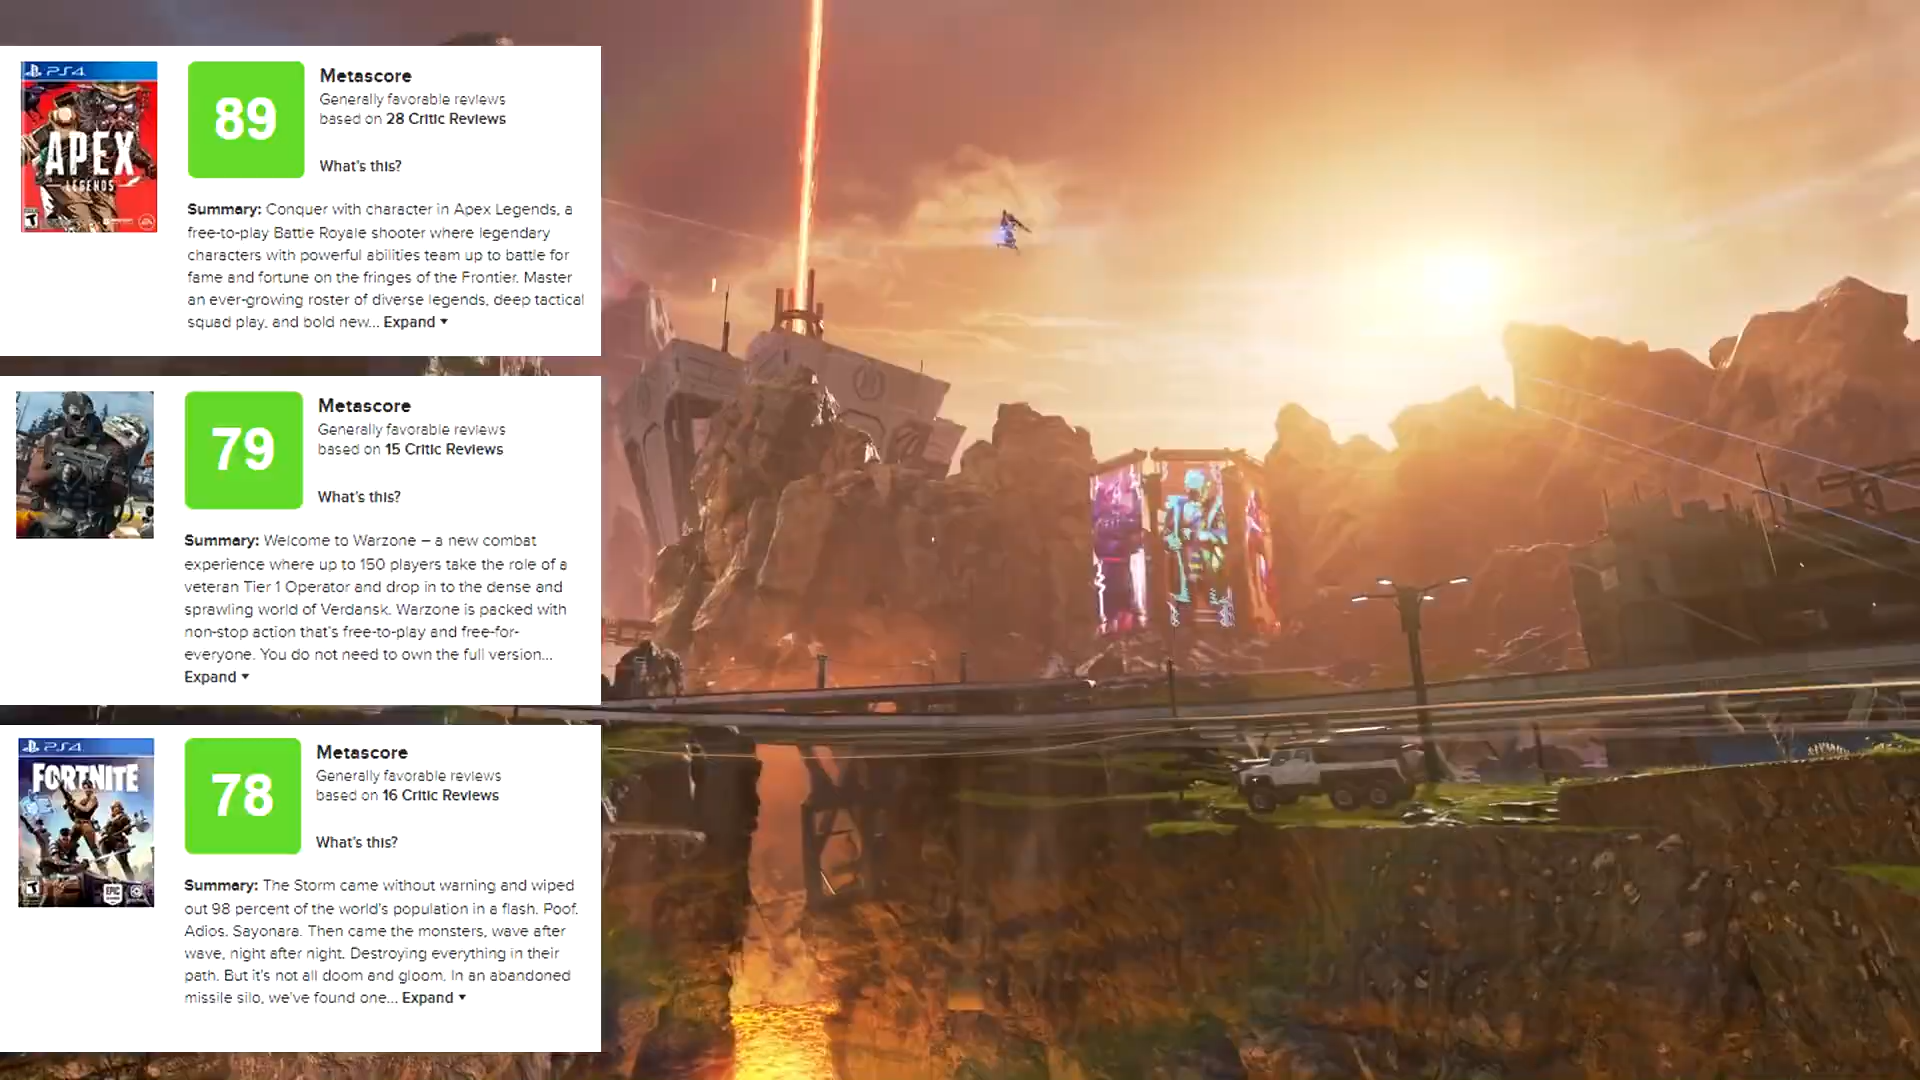 PS4
APEX
LEGENDS
89
Metascore
Generally favorable reviews
based on 28 Critic Reviews
What's this?
Summary: Conquer with character in Apex Legends, a
free-to-play Battle Royale shooter where legendary
characters with powerful abilities team up to battle for
fame and fortune on the fringes of the Frontier. Master
an ever-growing roster of diverse legends, deep tactical
squad play, and bold new... Expand
79
Metascore
Generally favorable reviews
based on 15 Critic Reviews
What's this?
Summary: Welcome to Warzone – a new combat
experience where up to 150 players take the role of a
veteran Tier 1 Operator and drop in to the dense and
sprawling world of Verdansk. Warzone is packed with
non-stop action that's free-to-play and free-for-
everyone. You do not need to own the full version...
Expand
PS4
FORTNITE
T
EPIC
78
Metascore
Generally favorable reviews
based on 16 Critic Reviews
What's this?
Summary: The Storm came without warning and wiped
out 98 percent of the world's population in a flash. Poof.
Adios. Sayonara. Then came the monsters, wave after
wave, night after night. Destroying everything in their
path. But it's not all doom and gloom. In an abandoned
missile silo, we've found one... Expand